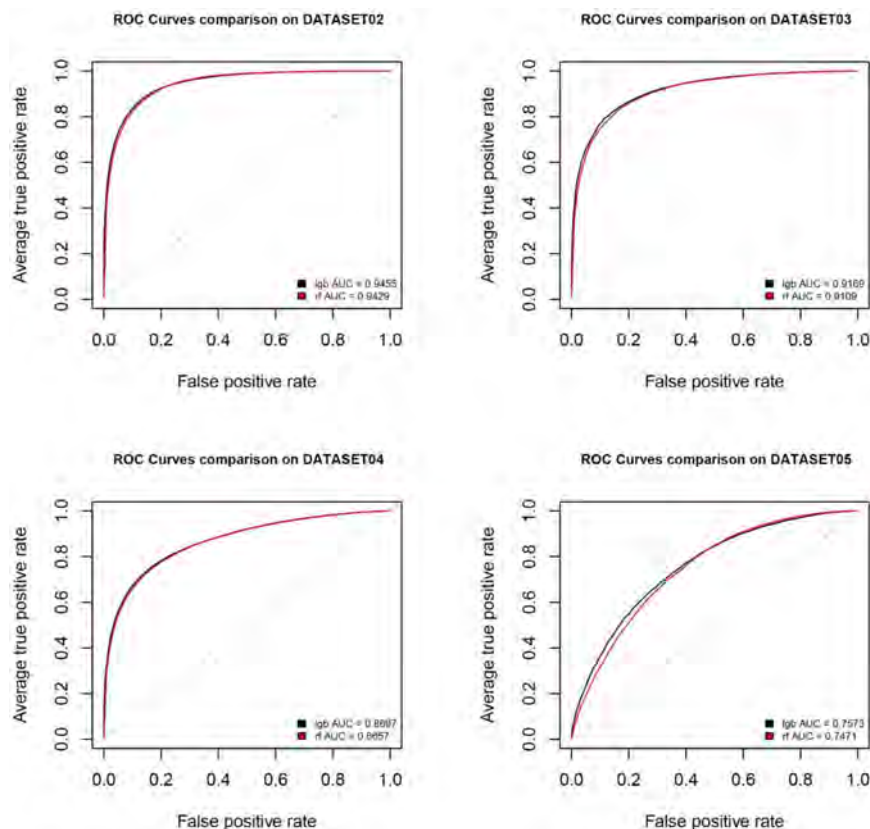 ROC Curves comparison on DATASET02
Average true positive rate
1.0
0.8
0.6
0.4
0.2
0.0
lgb AUC = 0.9455
rf AUC = 0.9429
0.0 0.2 0.4 0.6 0.8 1.0
False positive rate
ROC Curves comparison on DATASET03
Average true positive rate
1.0
0.8
0.6
0.4
0.2
0.0
lgb AUC = 0.9169
rf AUC = 0.9109
0.0 0.2 0.4 0.6 0.8 1.0
False positive rate
ROC Curves comparison on DATASET04
Average true positive rate
1.0
0.8
0.6
0.4
0.2
0.0
lgb AUC = 0.8697
rf AUC = 0.8657
0.0 0.2 0.4 0.6 0.8 1.0
False positive rate
ROC Curves comparison on DATASET05
Average true positive rate
1.0
0.8
0.6
0.4
0.2
0.0
lgb AUC = 0.7573
rf AUC = 0.7471
0.0 0.2 0.4 0.6 0.8 1.0
False positive rate